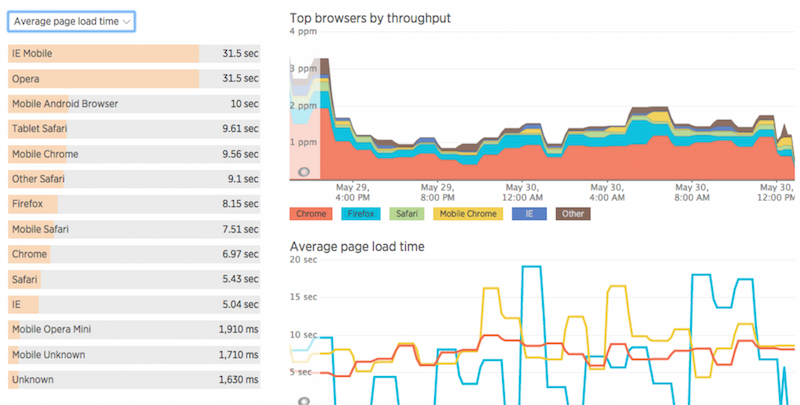 Average page load time
IE Mobile 31.5 sec
Opera 31.5 sec
Mobile Android Browser 10 sec
Tablet Safari 9.61 sec
Mobile Chrome 9.56 sec
Other Safari 9.1 sec
Firefox 8.15 sec
Mobile Safari 7.51 sec
Chrome 6.97 sec
Safari 5.43 sec
IE 5.04 sec
Mobile Opera Mini 1,910 ms
Mobile Unknown 1,710 ms
Unknown 1,630 ms
Top browsers by throughput
4 ppm
3 ppm
2 ppm
1 ppm
May 29, May 29, May 30, May 30, May 30, May 30,
4:00 PM 8:00 PM 12:00 AM 4:00 AM 8:00 AM 12:00 PM
Chrome Firefox Safari Mobile Chrome IE Other
Average page load time
20 sec
15 sec
10 sec
5 sec